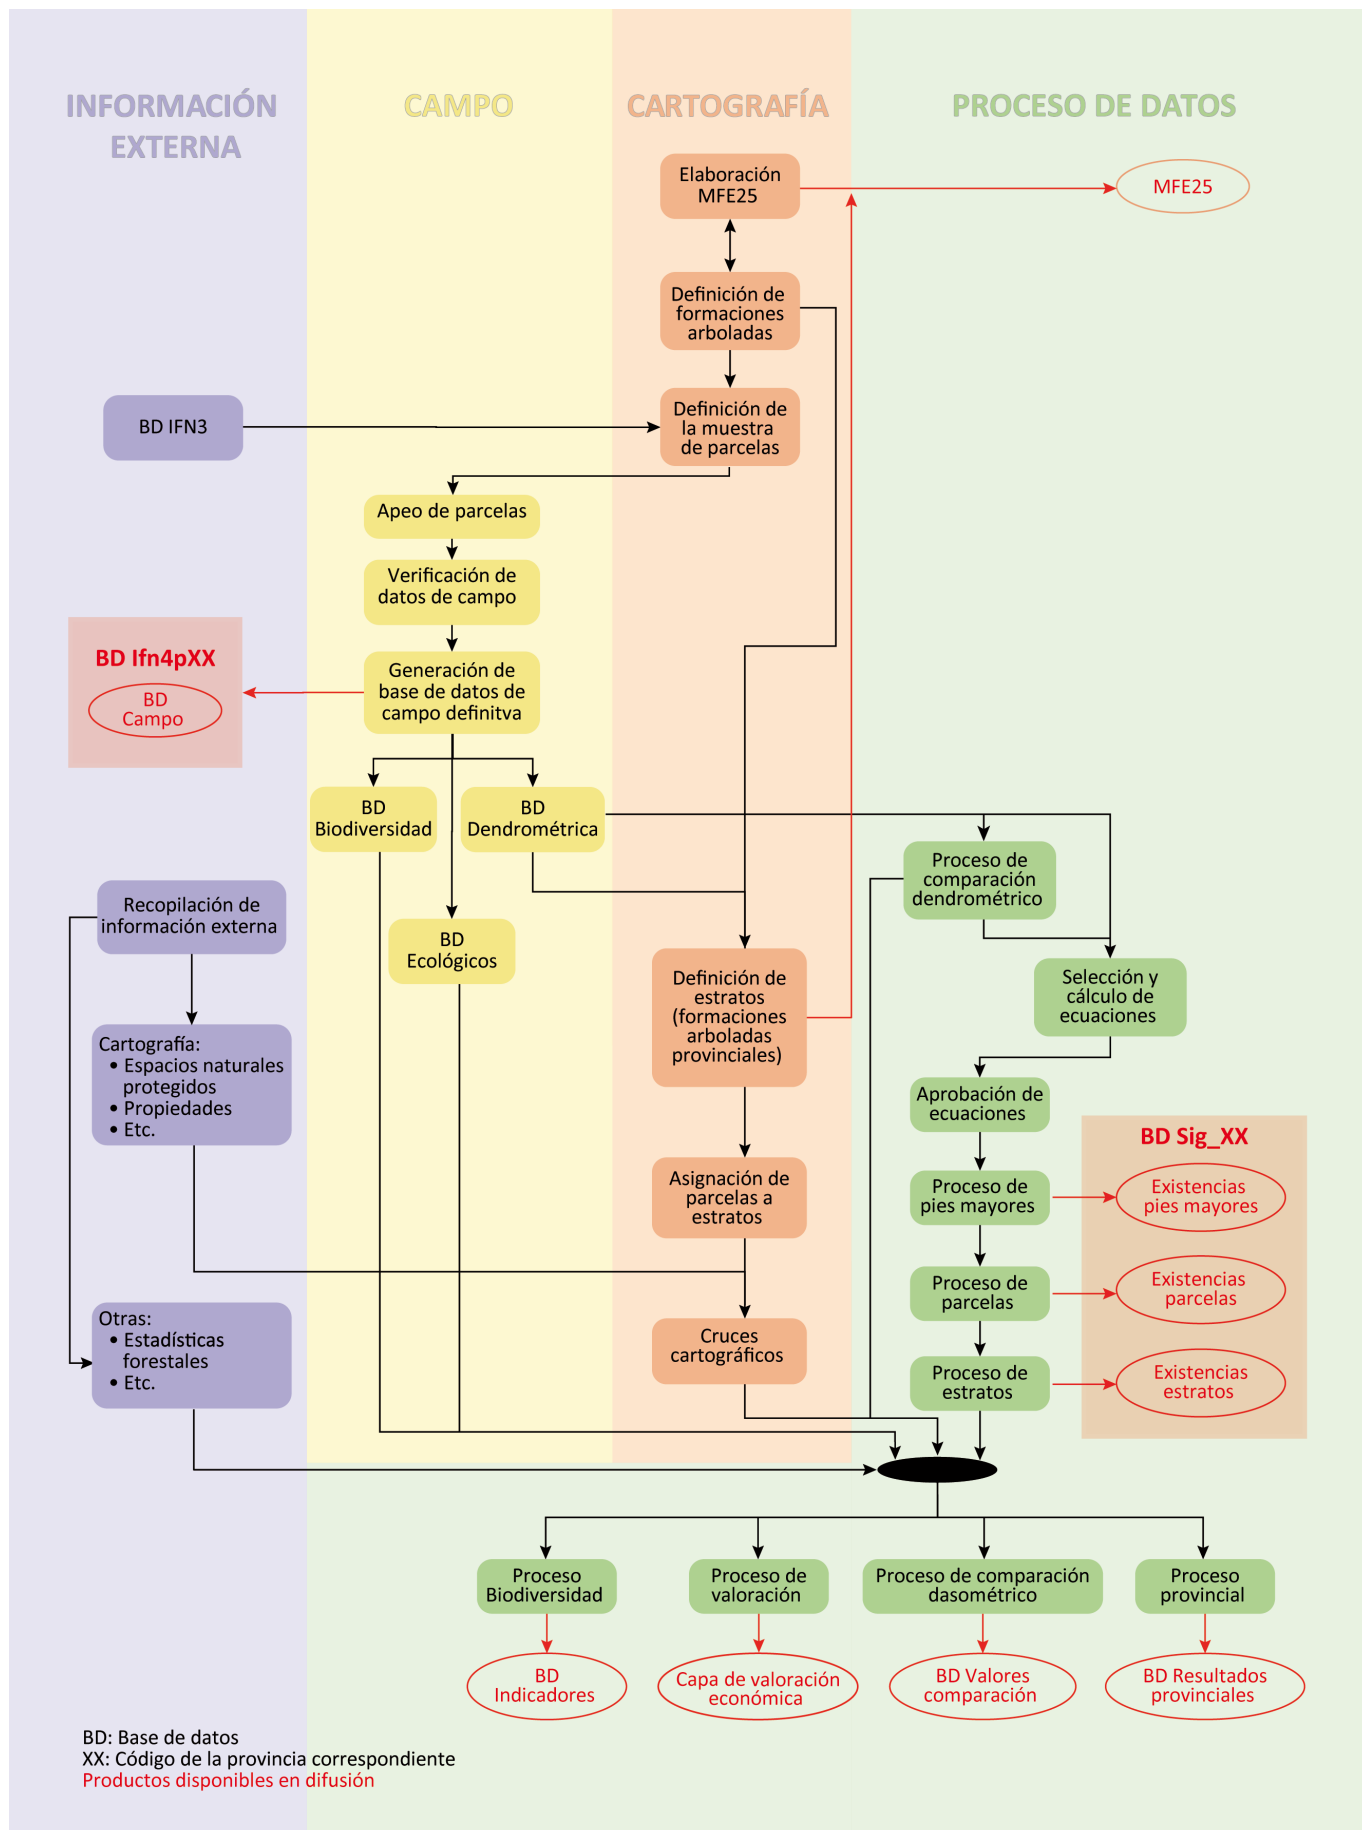 INFORMACIÓN
EXTERNA
CAMPO
CARTOGRAFÍA
PROCESO DE DATOS
Elaboración
MFE25
MFE25
Definición de
formaciones
arboladas
BD IFN3
Definición de
la muestra
de parcelas
Apeo de parcelas
Verificación de
datos de campo
BD Ifn4pXX
BD
Campo
Generación de
base de datos de
campo definitva
BD
Biodiversidad
BD
Dendrométrica
Proceso de
comparación
dendrométrico
Recopilación de
información externa
BD
Ecológicos
Definición de
estratos
(formaciones
arboladas
provinciales)
Selección y
cálculo de
ecuaciones
Cartografía:
• Espacios naturales
protegidos
• Propiedades
• Etc.
Aprobación de
ecuaciones
BD Sig_XX
Asignación de
parcelas a
estratos
Proceso de
pies mayores
Existencias
pies mayores
Proceso de
parcelas
Existencias
parcelas
Otras:
• Estadísticas
forestales
• Etc.
Cruces
cartográficos
Proceso de
estratos
Existencias
estratos
Proceso
Biodiversidad
Proceso de
valoración
Proceso de comparación
dasométrico
Proceso
provincial
BD
Indicadores
Capa de valoración
económica
BD Valores
comparación
BD Resultados
provinciales
BD: Base de datos
XX: Código de la provincia correspondiente
Productos disponibles en difusión